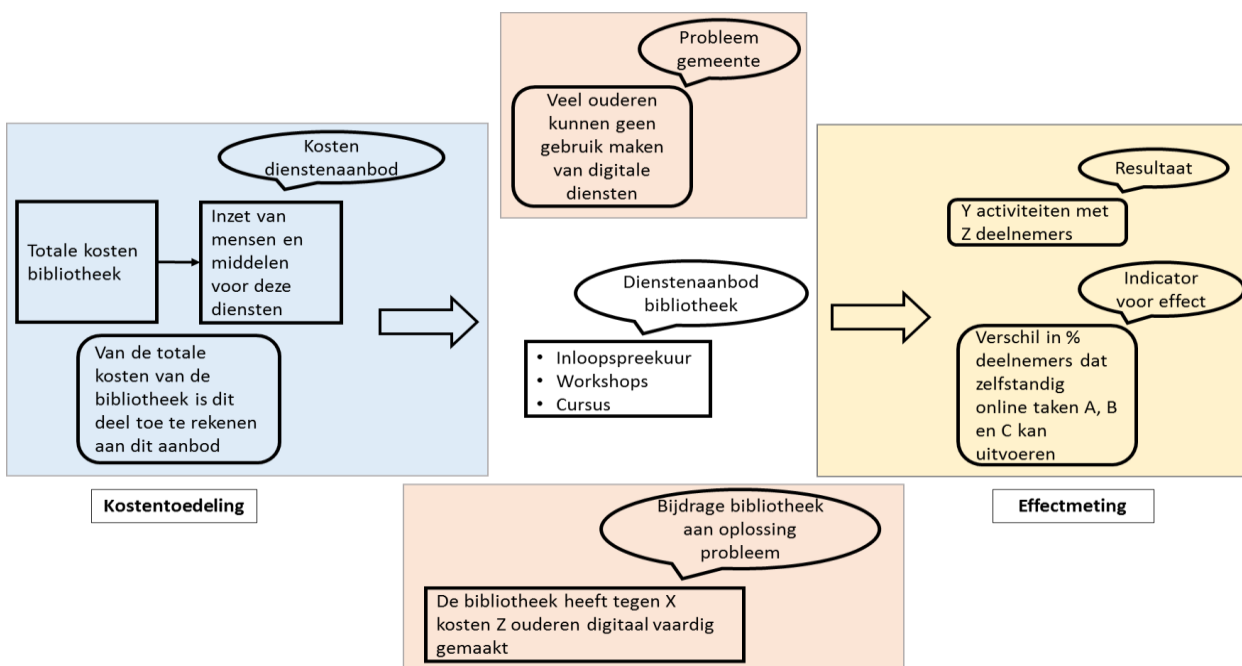 Probleem
gemeente
Veel ouderen
kunnen geen
gebruik maken
van digitale
diensten
Kosten
dienstenaanbod
Totale kosten
bibliotheek
Inzet van
mensen en
middelen
voor deze
diensten
Van de totale
kosten van de
bibliotheek is dit
deel toe te rekenen
aan dit aanbod
Kostentoedeling
Dienstenaanbod
bibliotheek
• Inloopspreekuur
• Workshops
• Cursus
Resultaat
Y activiteiten met
Z deelnemers
Indicator
voor effect
Verschil in %
deelnemers dat
zelfstandig
online taken A, B
en C kan
uitvoeren
Effectmeting
Bijdrage bibliotheek
aan oplossing
probleem
De bibliotheek heeft tegen X
kosten Z ouderen digitaal vaardig
gemaakt